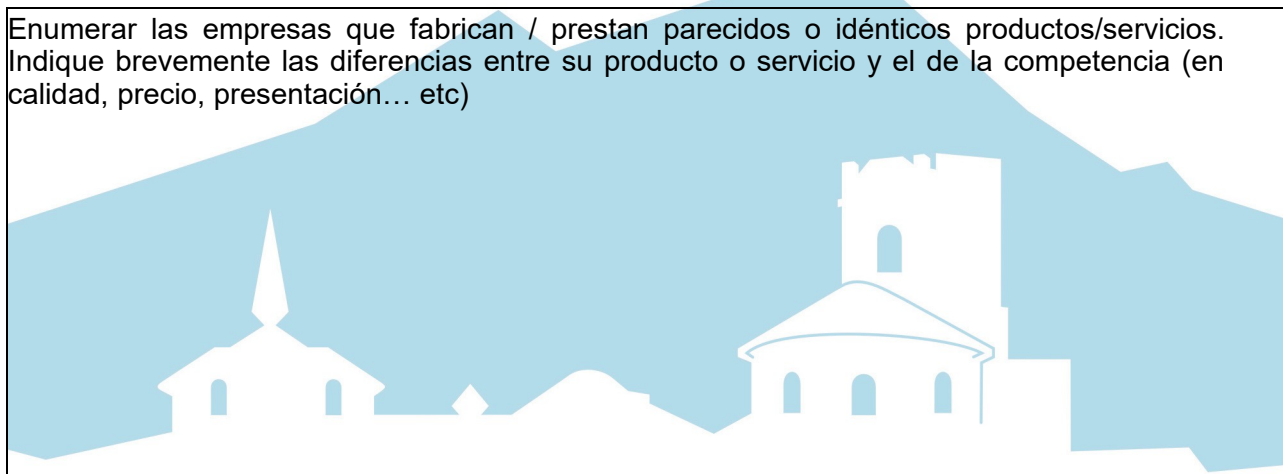 Enumerar las empresas que fabrican / prestan parecidos o idénticos productos/servicios.
Indique brevemente las diferencias entre su producto o servicio y el de la competencia (en
calidad, precio, presentación… etc)